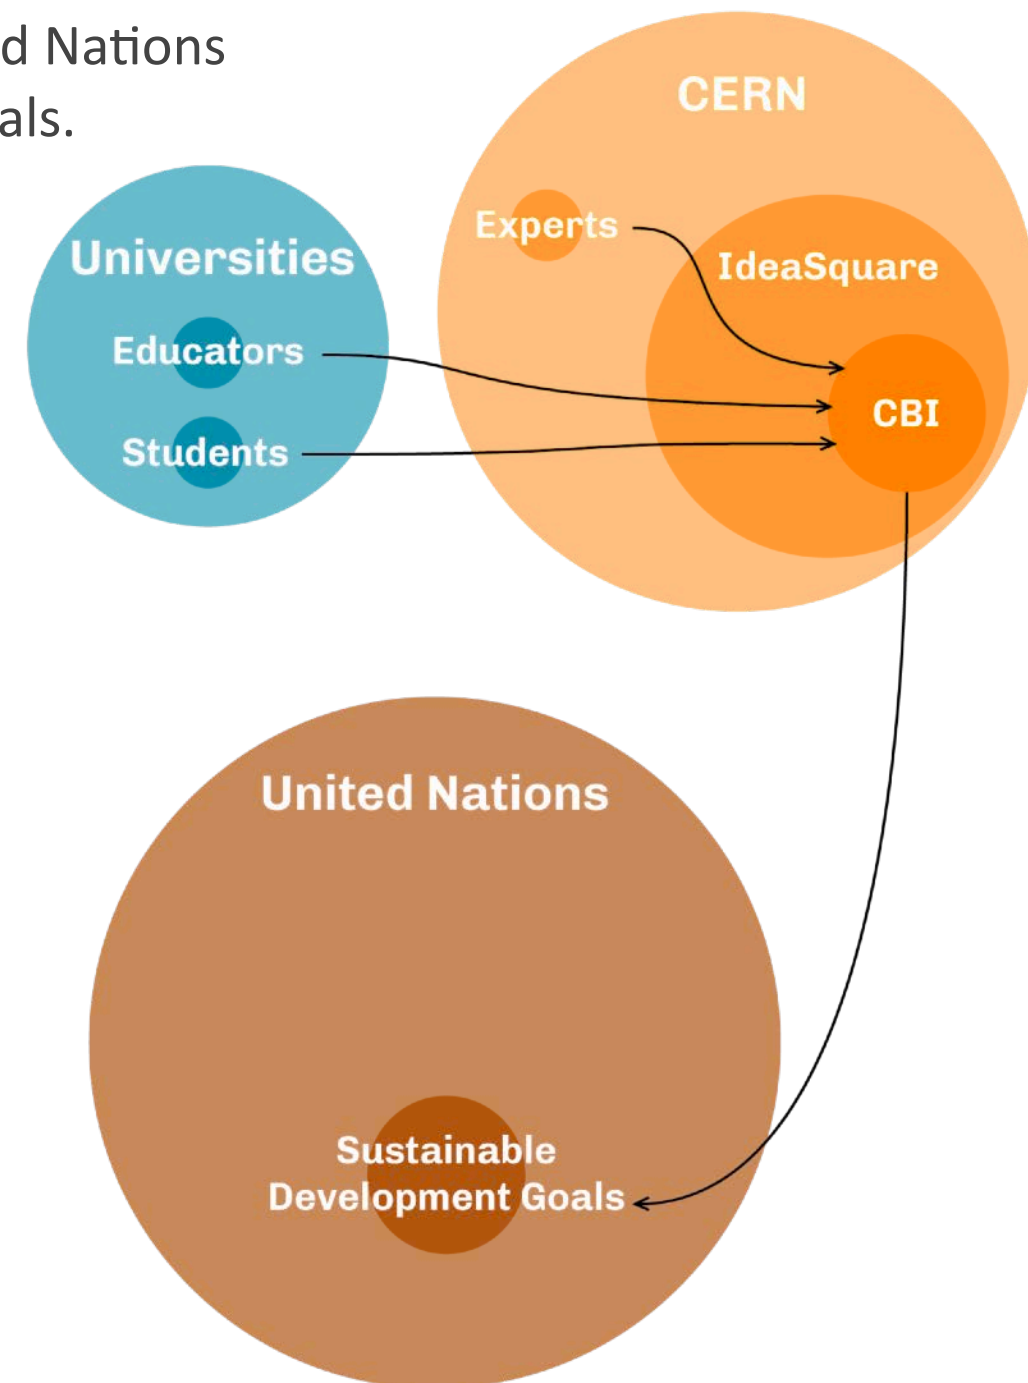 d Nations
als.
CERN
Experts
Universities
IdeaSquare
Educators
CBI
Students
United Nations
Sustainable
Development Goals